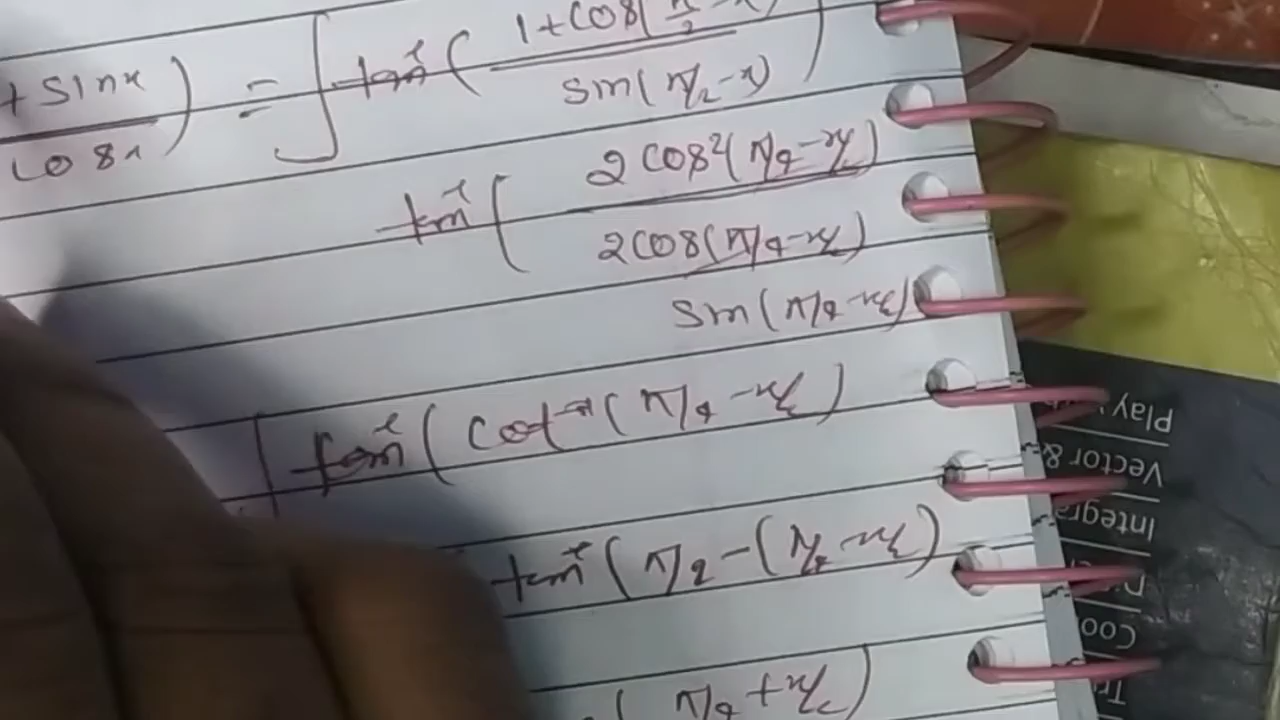 + sinx / cosx ) = ∫ tan⁻¹ ( 1+cos(π/2 - x) / sin(π/2 - x) )
tan⁻¹ ( 2cos²(π/4 - x/2) / 2cos(π/4 - x/2)
sin(π/4 - x/2)
tan⁻¹ ( cot (π/4 - x/2)
tan⁻¹ ( π/2 - (π/4 - x/2)
( π/4 + x/2 )
Play
Vector &
Integra
Coo